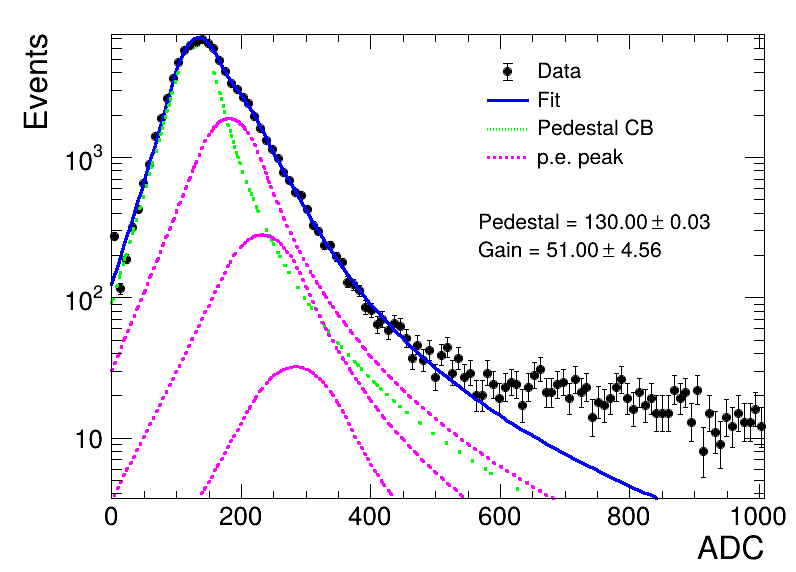 Events
10³
10²
10
Data
Fit
Pedestal CB
p.e. peak
Pedestal = 130.00 ± 0.03
Gain = 51.00 ± 4.56
0 200 400 600 800 1000
ADC